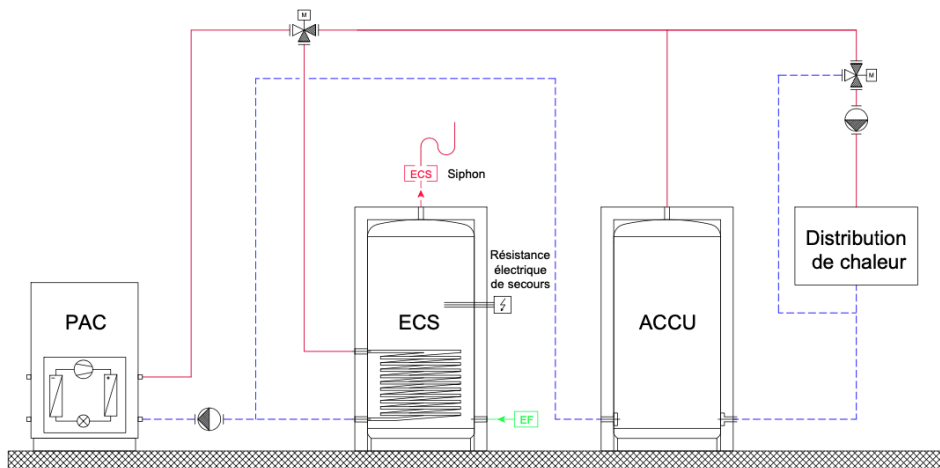 M
M
ECS
Siphon
Distribution
de chaleur
Résistance
électrique
de secours
PAC
ECS
ACCU
EF